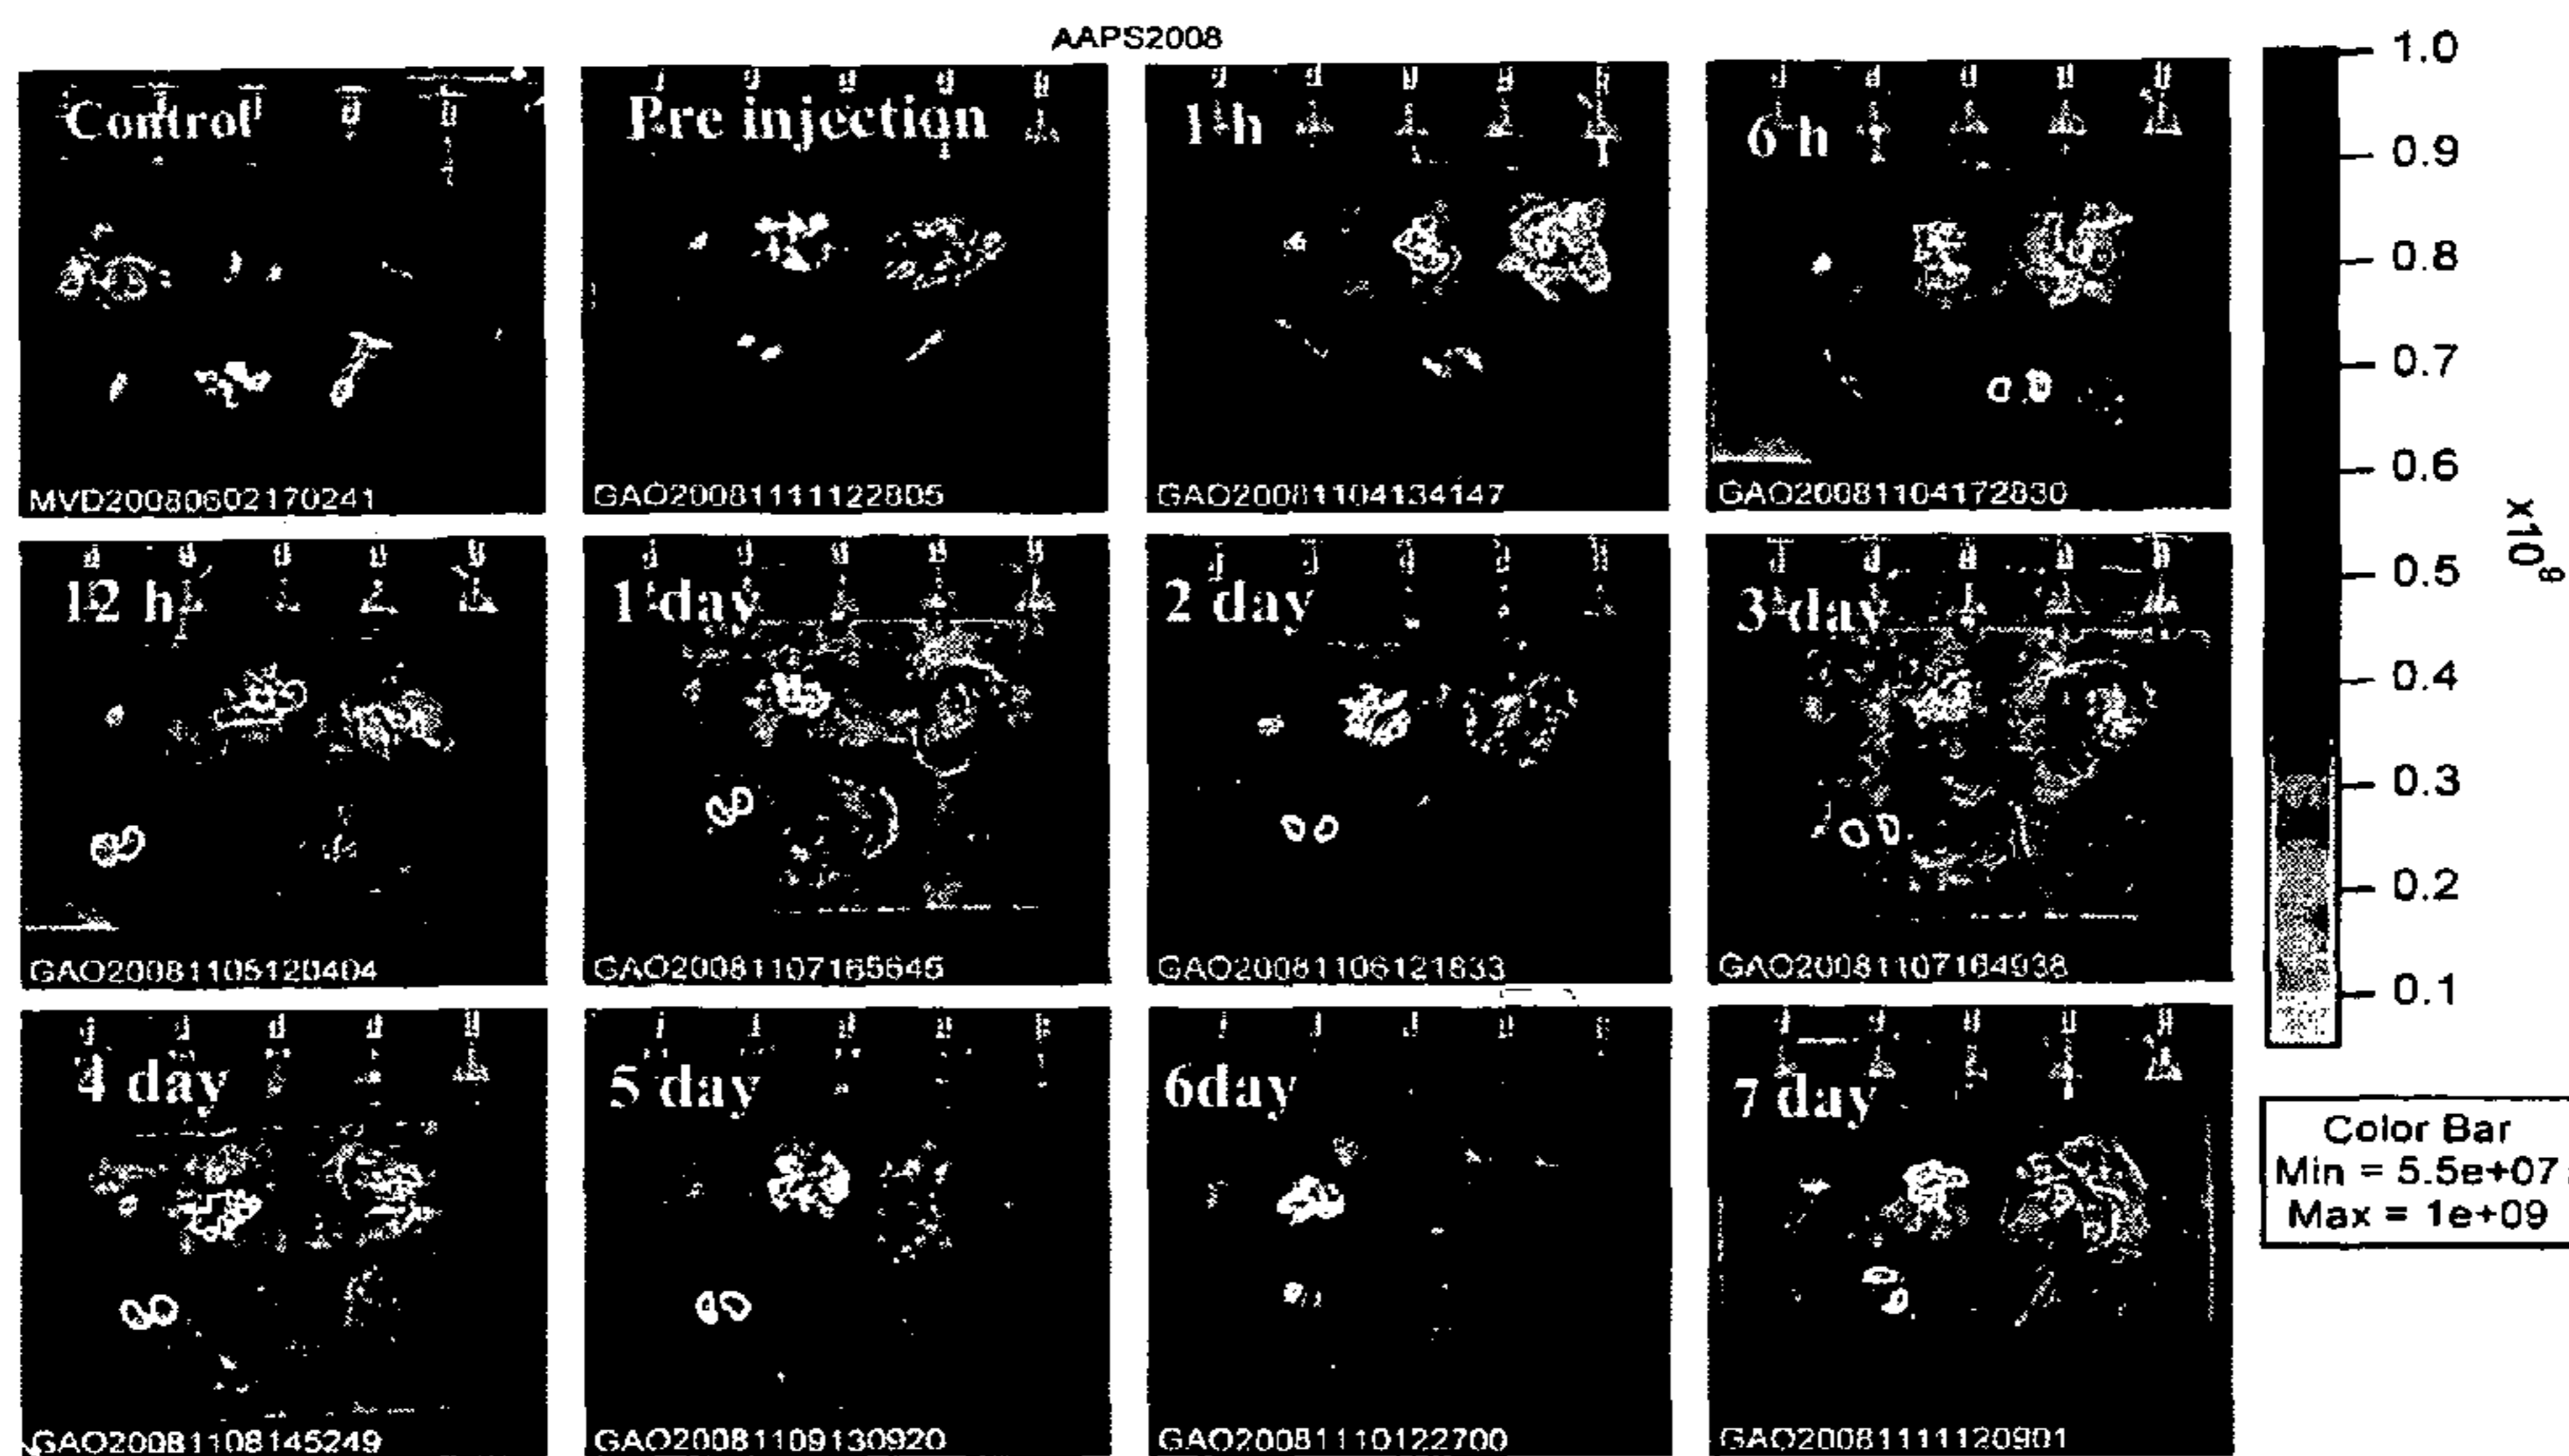 AAPS2008
Control
MVD20080602170241
Pre injection
GAO20081111122805
1 h
GAO20081104134147
6 h
GAO20081104172830
12 h
GAO20081105120404
1 day
GAO20081107165645
2 day
GAO20081106121833
3 day
GAO20081107164938
4 day
GAO20081108145249
5 day
GAO20081109130920
6day
GAO20081110122700
7 day
GAO20081111120901
1.0
0.9
0.8
0.7
0.6
0.5
0.4
0.3
0.2
0.1
x10⁸
Color Bar
Min = 5.5e+07
Max = 1e+09